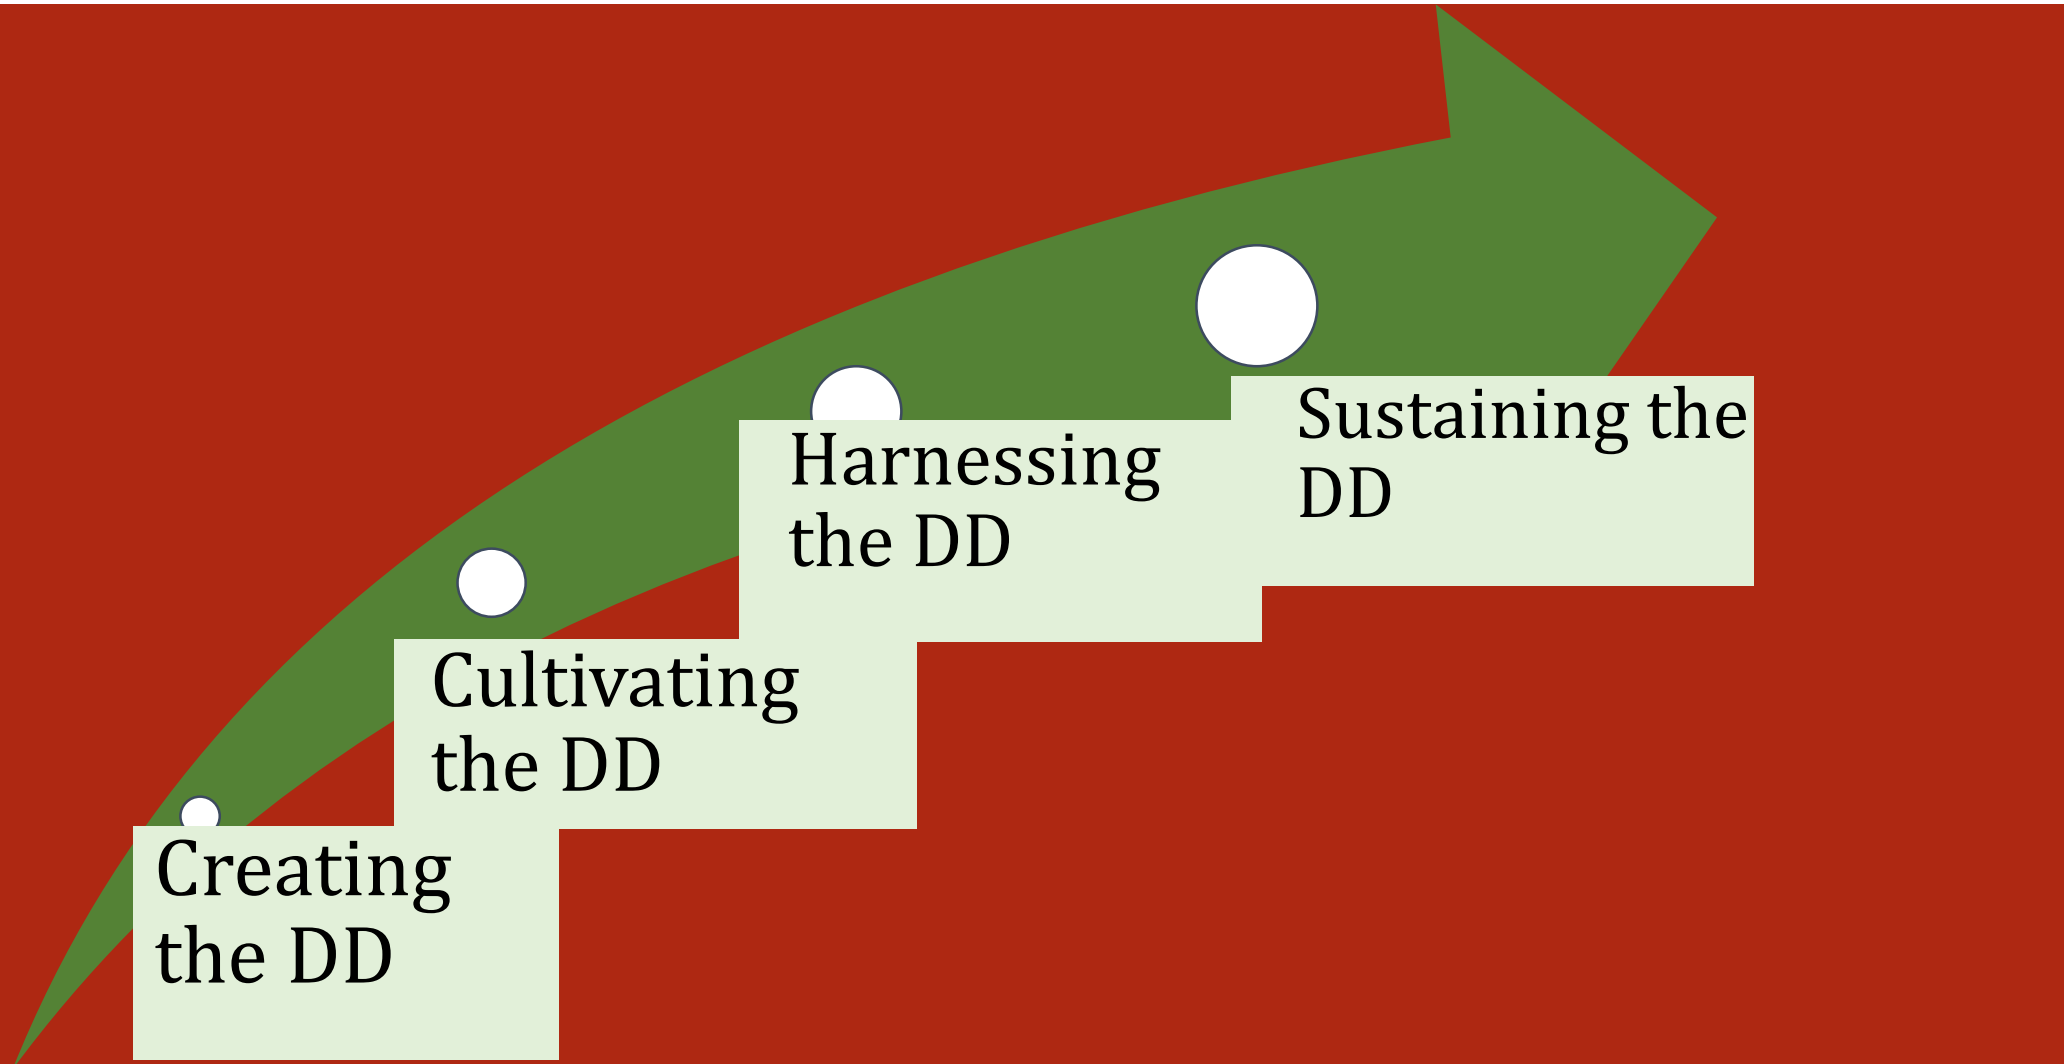 Sustaining the
DD
Harnessing
the DD
Cultivating
the DD
Creating
the DD